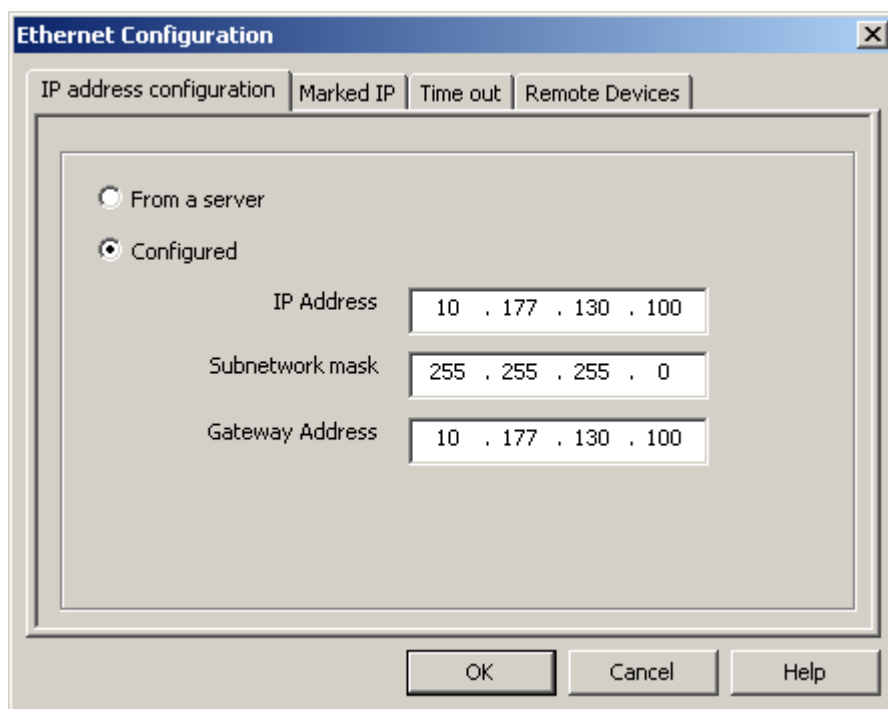 Ethernet Configuration
IP address configuration Marked IP Time out Remote Devices
From a server
Configured
IP Address 10 . 177 . 130 . 100
Subnetwork mask 255 . 255 . 255 . 0
Gateway Address 10 . 177 . 130 . 100
OK Cancel Help